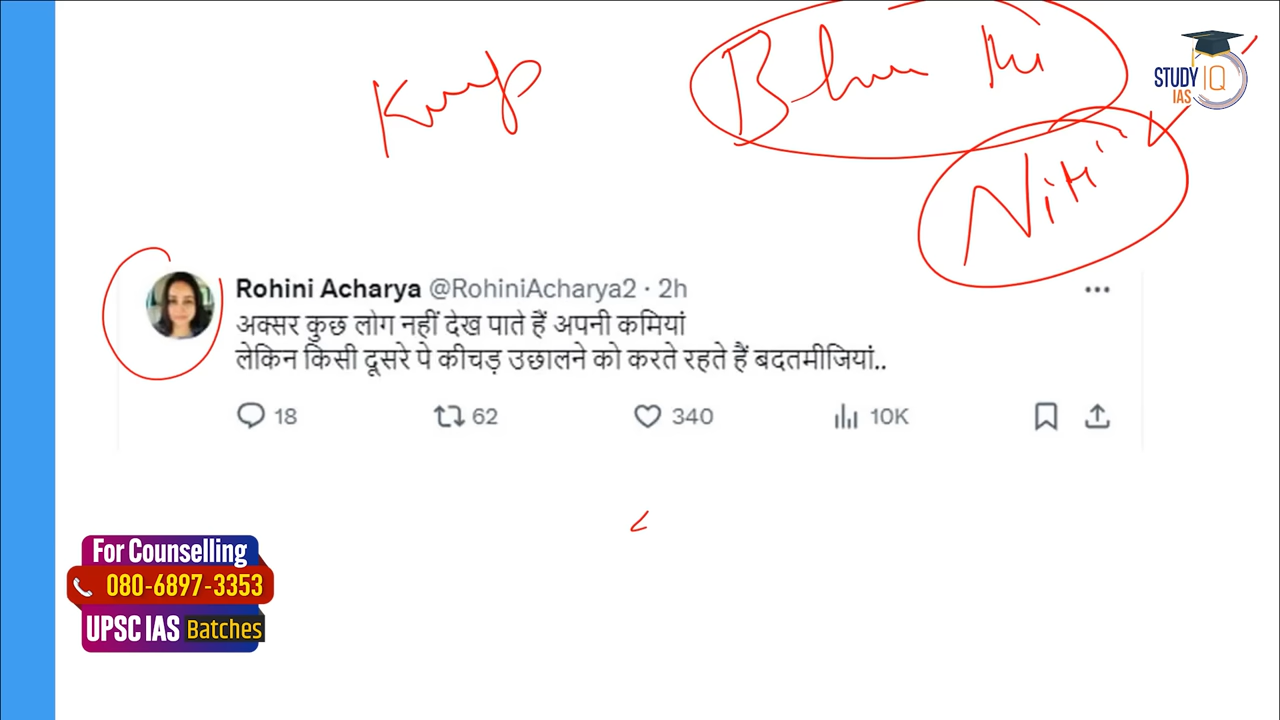 STUDY IQ
IAS
Niti
Rohini Acharya @RohiniAcharya2 · 2h
अक्सर कुछ लोग नहीं देख पाते हैं अपनी कमियां
लेकिन किसी दूसरे पे कीचड़ उछालने को करते रहते हैं बदतमीजियां..
18 62 340 10K
For Counselling
080-6897-3353
UPSC IAS Batches